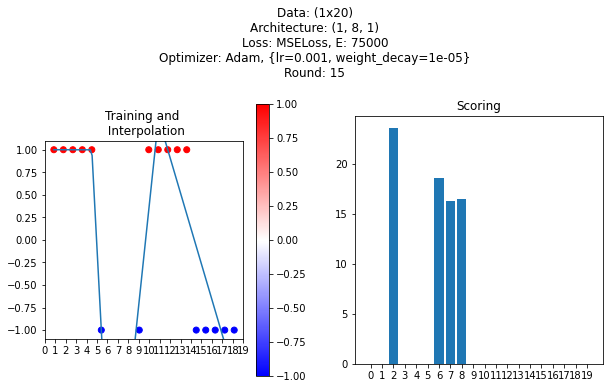 Data: (1x20)
Architecture: (1, 8, 1)
Loss: MSELoss, E: 75000
Optimizer: Adam, {lr=0.001, weight_decay=1e-05}
Round: 15
Training and
Interpolation
1.00
0.75
0.50
0.25
0.00
−0.25
−0.50
−0.75
−1.00
0 1 2 3 4 5 6 7 8 9 10 11 12 13 14 15 16 17 18 19
1.00
0.75
0.50
0.25
0.00
−0.25
−0.50
−0.75
−1.00
Scoring
20
15
10
5
0
0 1 2 3 4 5 6 7 8 9 10 11 12 13 14 15 16 17 18 19